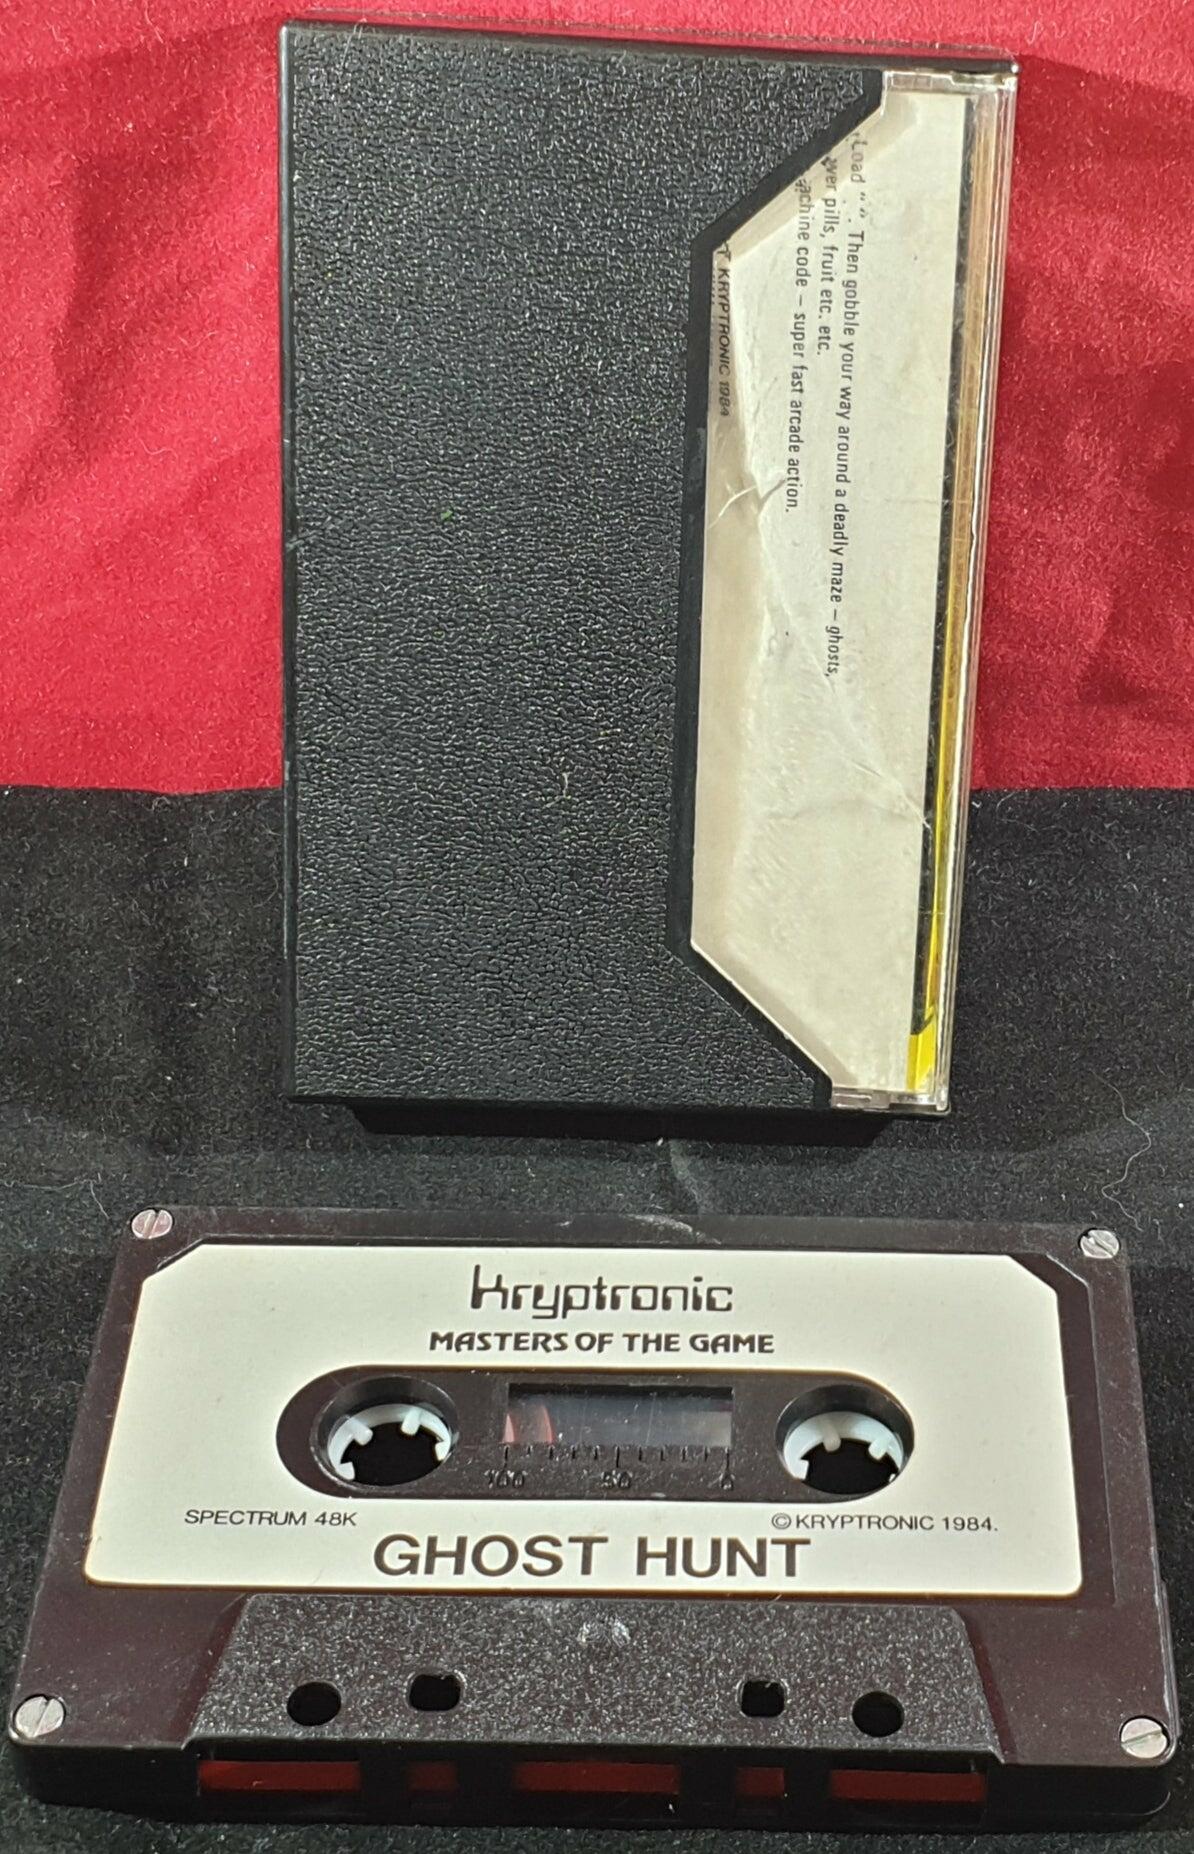 Load " ". Then gobble your way around a deadly maze – ghosts,
pills, fruit etc. etc.
code – super fast arcade action.
KRYPTRONIC 1984
Kryptronic
MASTERS OF THE GAME
100 50 0
SPECTRUM 48K
© KRYPTRONIC 1984.
GHOST HUNT